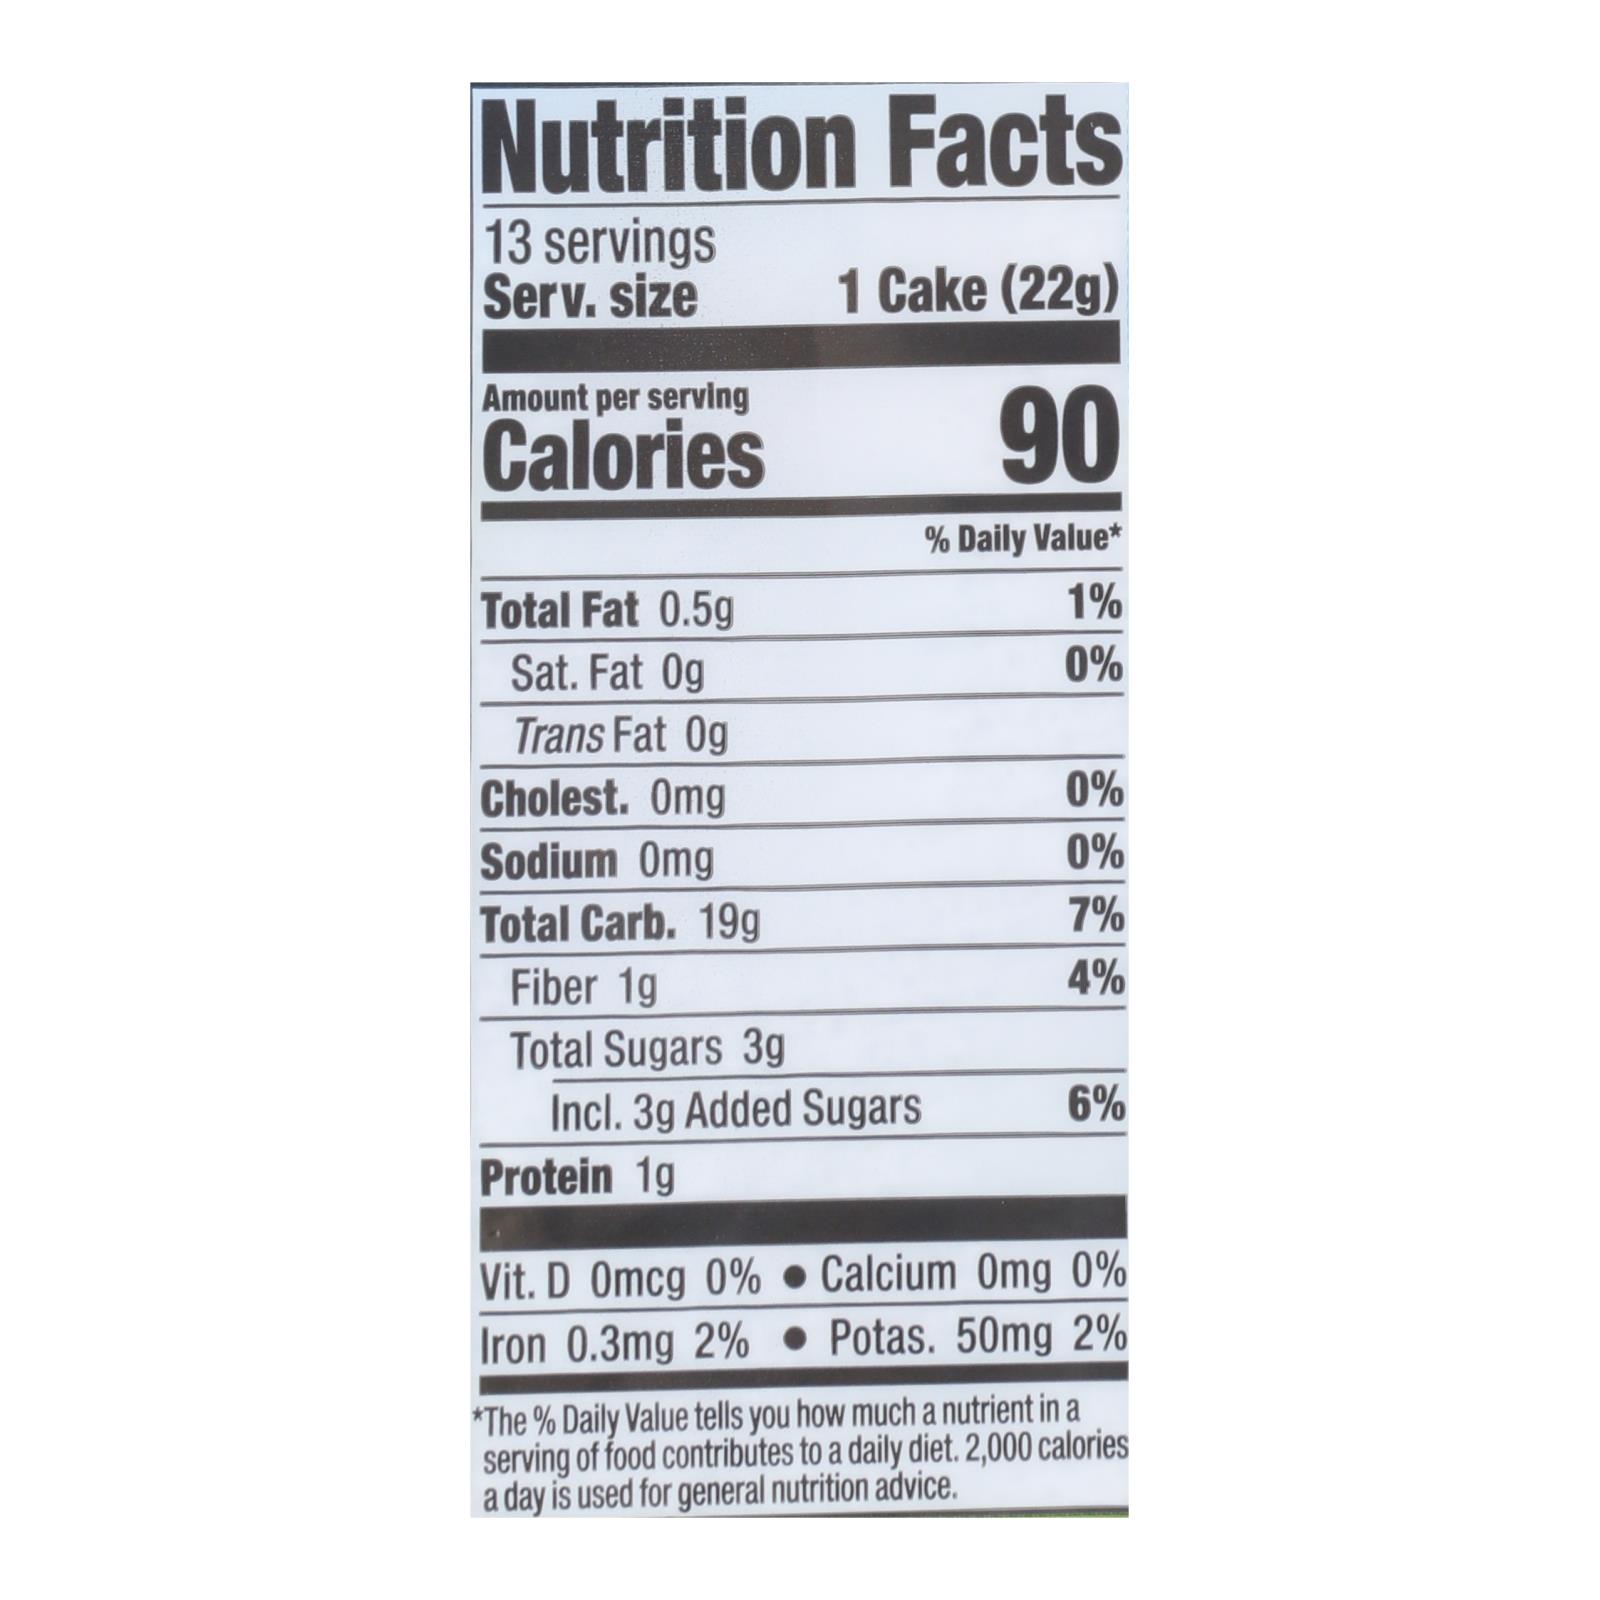 Nutrition Facts
13 servings
Serv. size 1 Cake (22g)
Amount per serving
Calories 90
% Daily Value*
Total Fat 0.5g 1%
Sat. Fat 0g 0%
Trans Fat 0g
Cholest. 0mg 0%
Sodium 0mg 0%
Total Carb. 19g 7%
Fiber 1g 4%
Total Sugars 3g
Incl. 3g Added Sugars 6%
Protein 1g
Vit. D 0mcg 0% ● Calcium 0mg 0%
Iron 0.3mg 2% ● Potas. 50mg 2%
*The % Daily Value tells you how much a nutrient in a
serving of food contributes to a daily diet. 2,000 calories
a day is used for general nutrition advice.